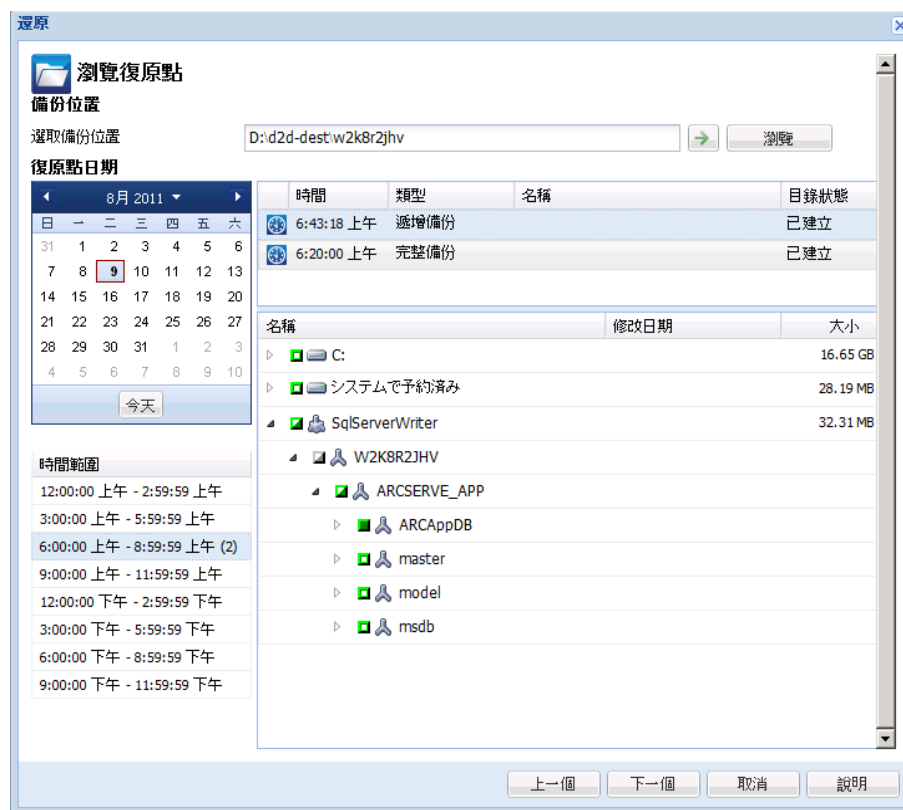 還原
瀏覽復原點
備份位置
選取備份位置 D:\d2d-dest\w2k8r2jhv 瀏覽
復原點日期
8月 2011
日 一 二 三 四 五 六
31 1 2 3 4 5 6
7 8 9 10 11 12 13
14 15 16 17 18 19 20
21 22 23 24 25 26 27
28 29 30 31 1 2 3
4 5 6 7 8 9 10
今天
時間範圍
12:00:00 上午 - 2:59:59 上午
3:00:00 上午 - 5:59:59 上午
6:00:00 上午 - 8:59:59 上午 (2)
9:00:00 上午 - 11:59:59 上午
12:00:00 下午 - 2:59:59 下午
3:00:00 下午 - 5:59:59 下午
6:00:00 下午 - 8:59:59 下午
9:00:00 下午 - 11:59:59 下午
時間 類型 名稱 目錄狀態
6:43:18 上午 遞增備份 已建立
6:20:00 上午 完整備份 已建立
名稱 修改日期 大小
C: 16.65 GB
システムで予約済み 28.19 MB
SqlServerWriter 32.31 MB
W2K8R2JHV
ARCSERVE_APP
ARCAppDB
master
model
msdb
上一個 下一個 取消 說明